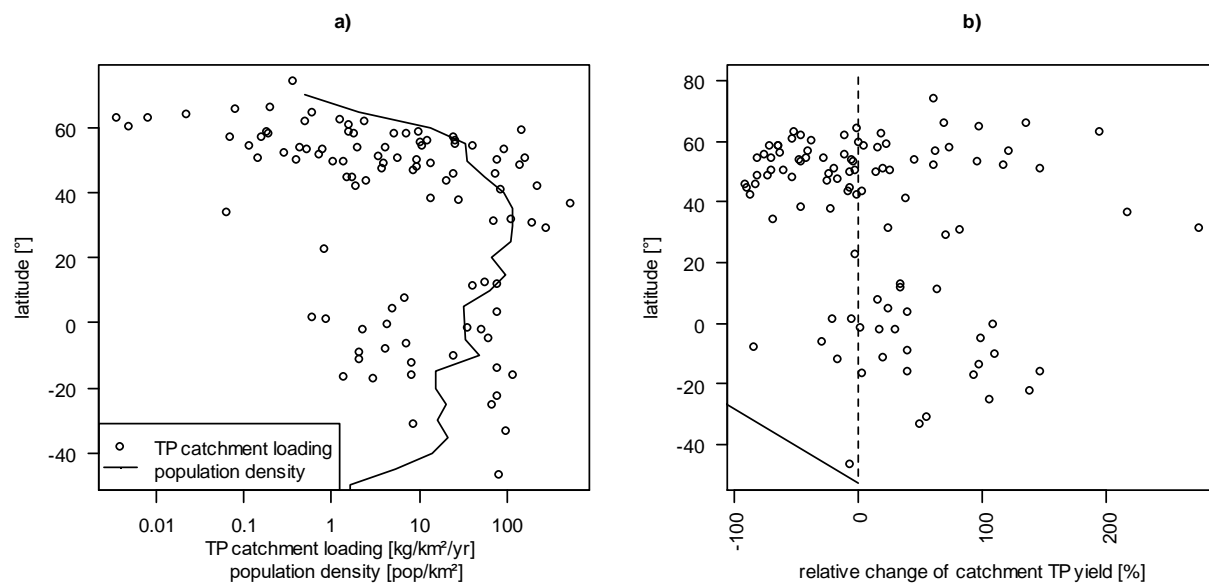 a)
60
40
20
0
-20
-40
latitude [°]
TP catchment loading
population density
0.01 0.1 1 10 100
TP catchment loading [kg/km²/yr]
population density [pop/km²]
b)
80
60
40
20
0
-20
-40
latitude [°]
-100 0 100 200
relative change of catchment TP yield [%]